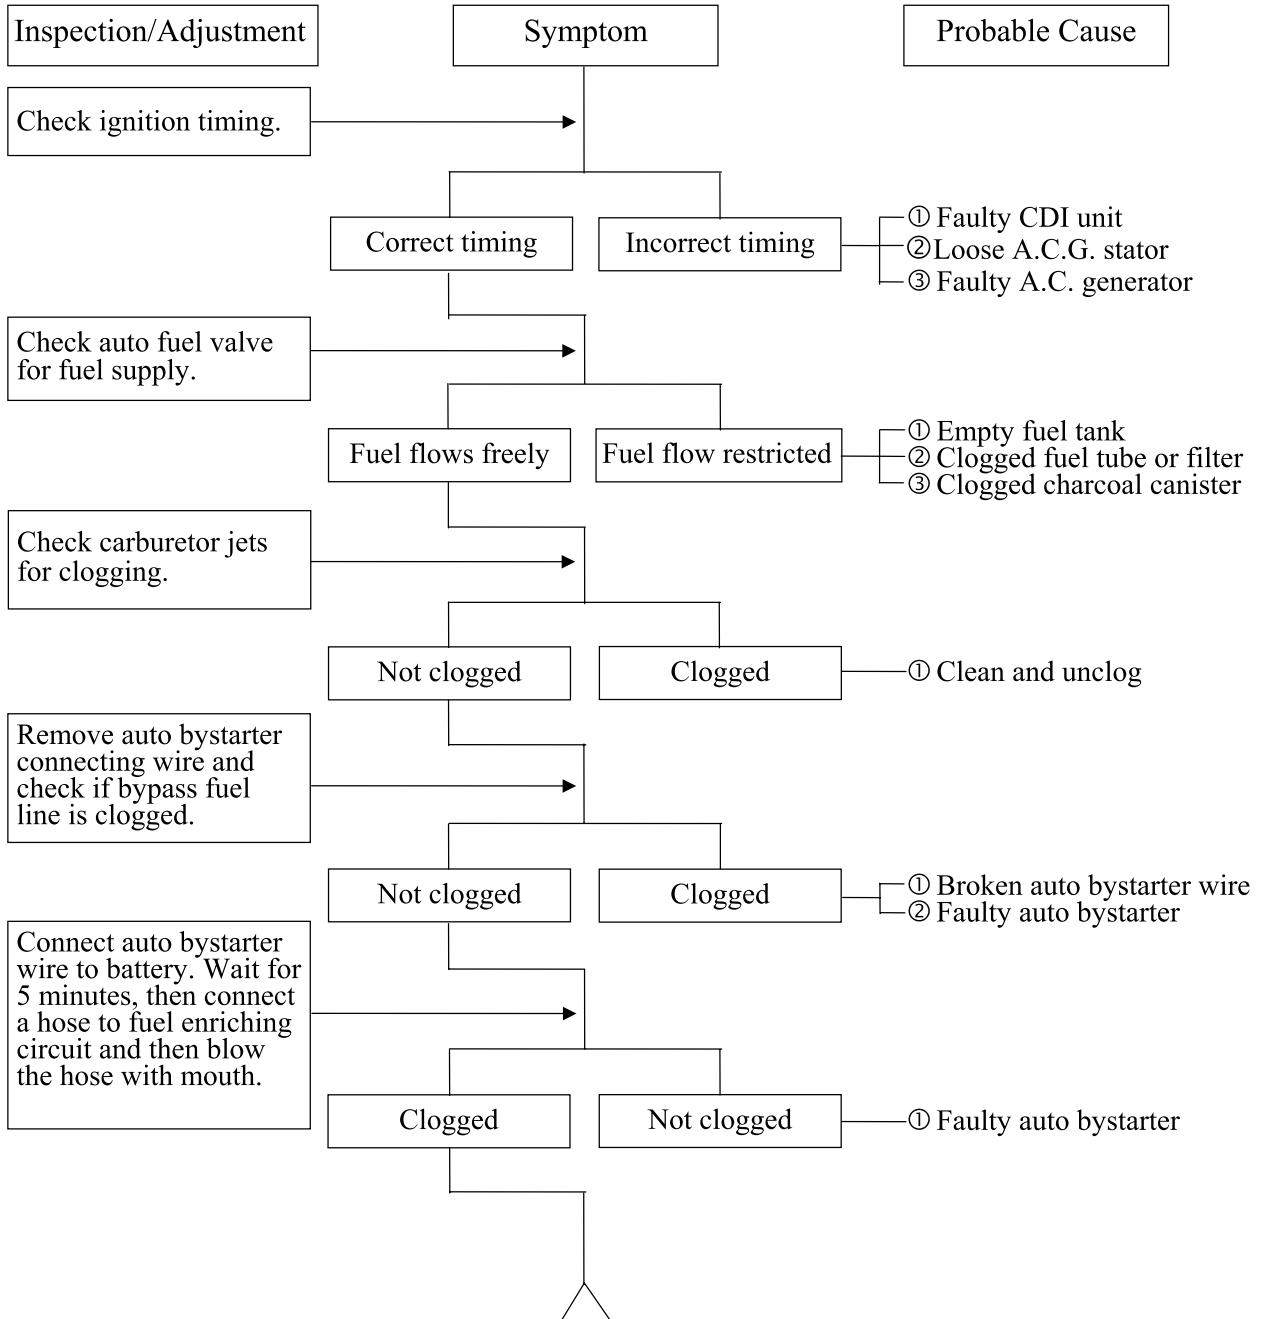 Inspection/Adjustment
Symptom
Probable Cause
Check ignition timing.
Correct timing
Incorrect timing
① Faulty CDI unit
②Loose A.C.G. stator
③ Faulty A.C. generator
Check auto fuel valve
for fuel supply.
Fuel flows freely
Fuel flow restricted
① Empty fuel tank
② Clogged fuel tube or filter
③ Clogged charcoal canister
Check carburetor jets
for clogging.
Not clogged
Clogged
① Clean and unclog
Remove auto bystarter
connecting wire and
check if bypass fuel
line is clogged.
Not clogged
Clogged
① Broken auto bystarter wire
② Faulty auto bystarter
Connect auto bystarter
wire to battery. Wait for
5 minutes, then connect
a hose to fuel enriching
circuit and then blow
the hose with mouth.
Clogged
Not clogged
① Faulty auto bystarter